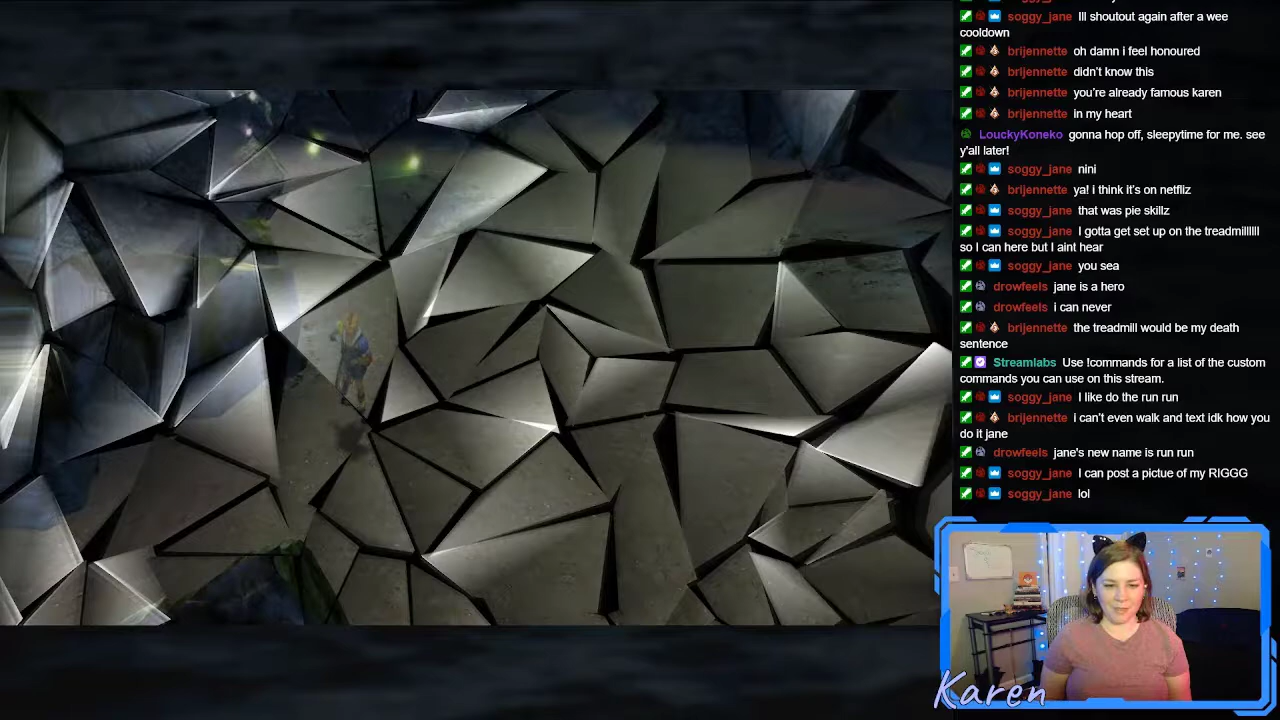 soggy_jane Ill shoutout again after a wee
cooldown
brijennette oh damn i feel honoured
brijennette didn't know this
brijennette you're already famous karen
brijennette in my heart
LouckyKoneko gonna hop off, sleepytime for me. see
y'all later!
soggy_jane nini
brijennette ya! i think it's on netfliz
soggy_jane that was pie skillz
soggy_jane I gotta get set up on the treadmillllllll
so I can here but I aint hear
soggy_jane you sea
drowfeels jane is a hero
drowfeels i can never
brijennette the treadmill would be my death
sentence
Streamlabs Use !commands for a list of the custom
commands you can use on this stream.
soggy_jane I like do the run run
brijennette i can't even walk and text idk how you
do it jane
drowfeels jane's new name is run run
soggy_jane I can post a pictue of my RIGGG
soggy_jane lol
Karen